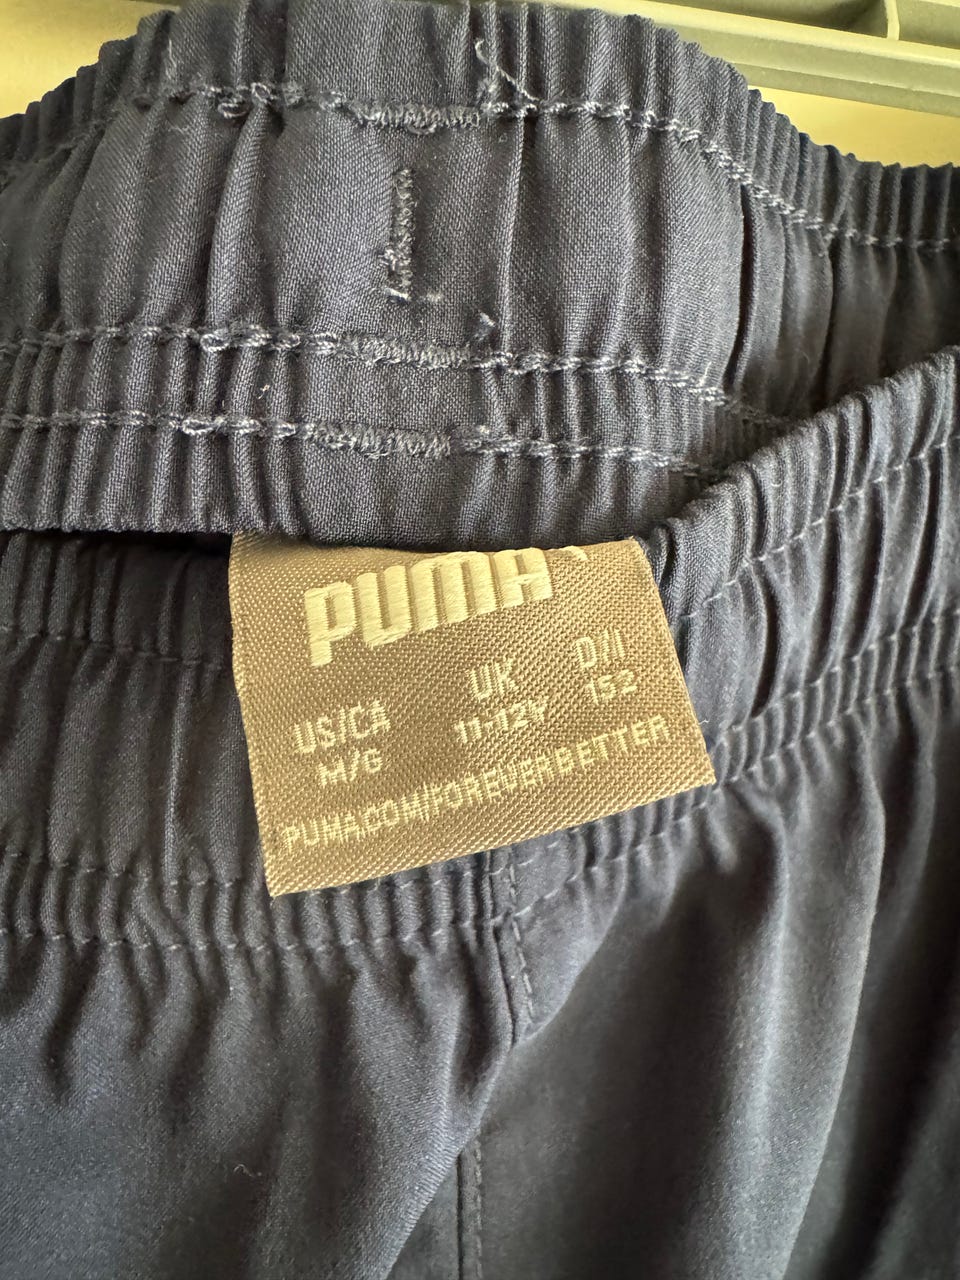 PUMA
US/CA UK D/I
M/G 11-12Y 152
PUMA.COM/FOREVERBETTER